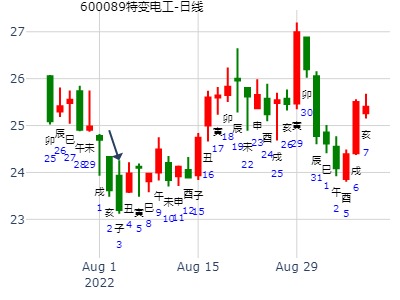 600089特变电工-日线
27
26
25
24
23
卯
25
辰
26
巳
27
午
28
未
29
戌
1
亥
2
子
3
丑
4
寅
5
巳
8
午
9
未
10
申
11
酉
12
子
15
丑
16
寅
17
卯
18
辰
19
未
22
申
23
酉
24
戌
25
亥
26
寅
29
卯
30
辰
31
巳
1
午
2
酉
5
戌
6
亥
7
Aug 1
2022
Aug 15
Aug 29